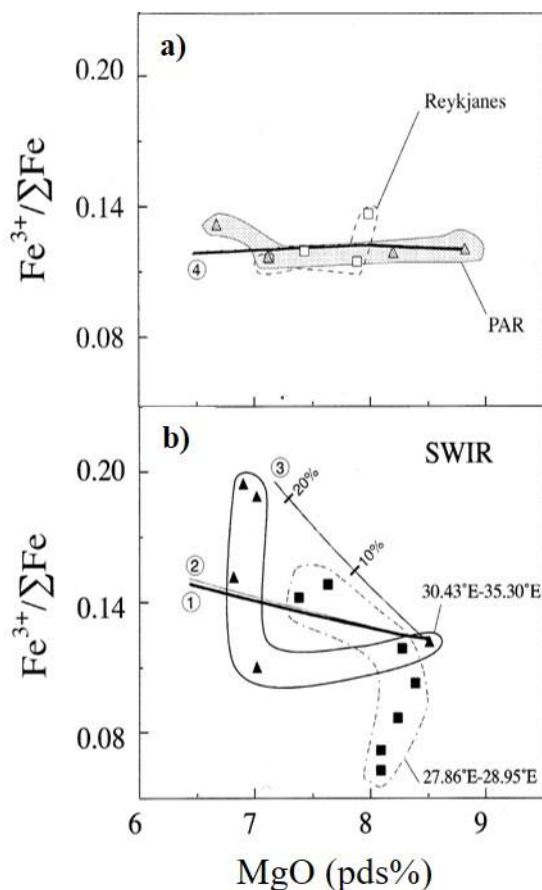 a)
0.20
Reykjanes
Fe³⁺/∑Fe
0.14
④
PAR
0.08
b)
③
SWIR
0.20
20%
②
10%
30.43°E-35.30°E
Fe³⁺/∑Fe
0.14
①
0.08
27.86°E-28.95°E
6 7 8 9
MgO (pds%)